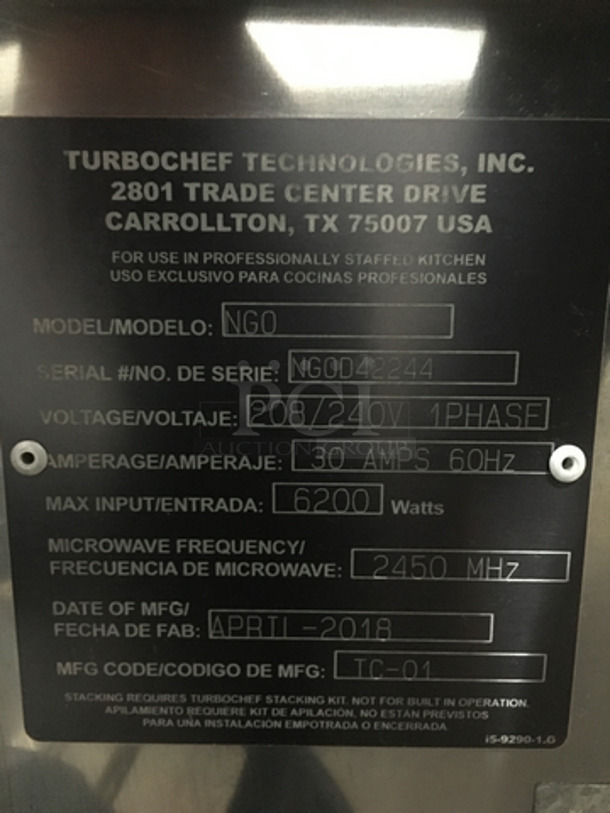 TURBOCHEF TECHNOLOGIES, INC.
2801 TRADE CENTER DRIVE
CARROLLTON, TX 75007 USA
FOR USE IN PROFESSIONALLY STAFFED KITCHEN
USO EXCLUSIVO PARA COCINAS PROFESIONALES
MODEL/MODELO: NGO
SERIAL #/NO. DE SERIE: NGOD42244
VOLTAGE/VOLTAJE: 208/240V 1PHASE
PCI
AUCTION GROUP
AMPERAGE/AMPERAJE: 30 AMPS 60Hz
MAX INPUT/ENTRADA: 6200 Watts
MICROWAVE FREQUENCY/
FRECUENCIA DE MICROWAVE: 2450 MHz
DATE OF MFG/
FECHA DE FAB: APRIL-2018
MFG CODE/CODIGO DE MFG: TC-01
STACKING REQUIRES TURBOCHEF STACKING KIT. NOT FOR BUILT IN OPERATION.
APILAMIENTO REQUIERE KIT DE APILACIÓN, NO ESTÁN PREVISTOS
PARA UÑA INSTALACIÓN EMPOTRADA O ENCERRADA
i5-9290-1.G